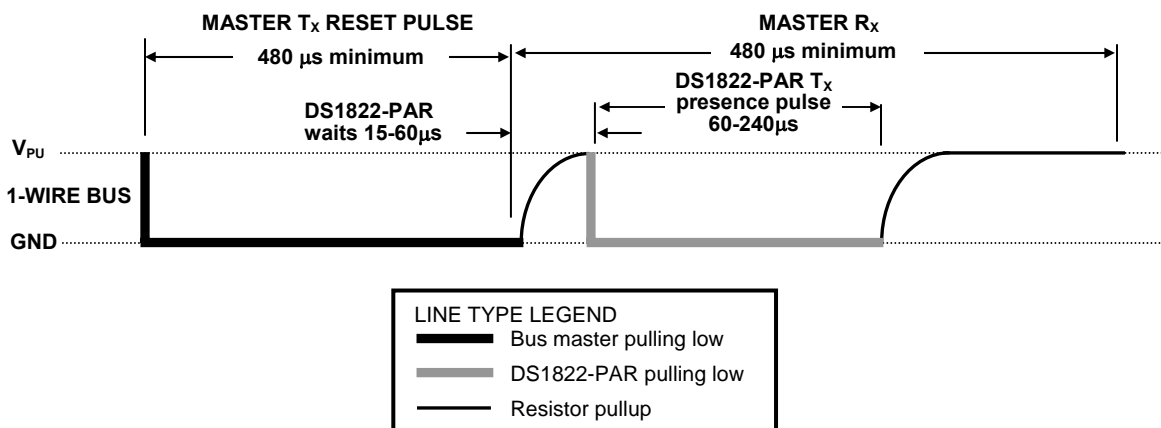 MASTER TX RESET PULSE
480 μs minimum
MASTER RX
480 μs minimum
DS1822-PAR
waits 15-60μs
DS1822-PAR TX
presence pulse
60-240μs
VPU
1-WIRE BUS
GND
LINE TYPE LEGEND
Bus master pulling low
DS1822-PAR pulling low
Resistor pullup